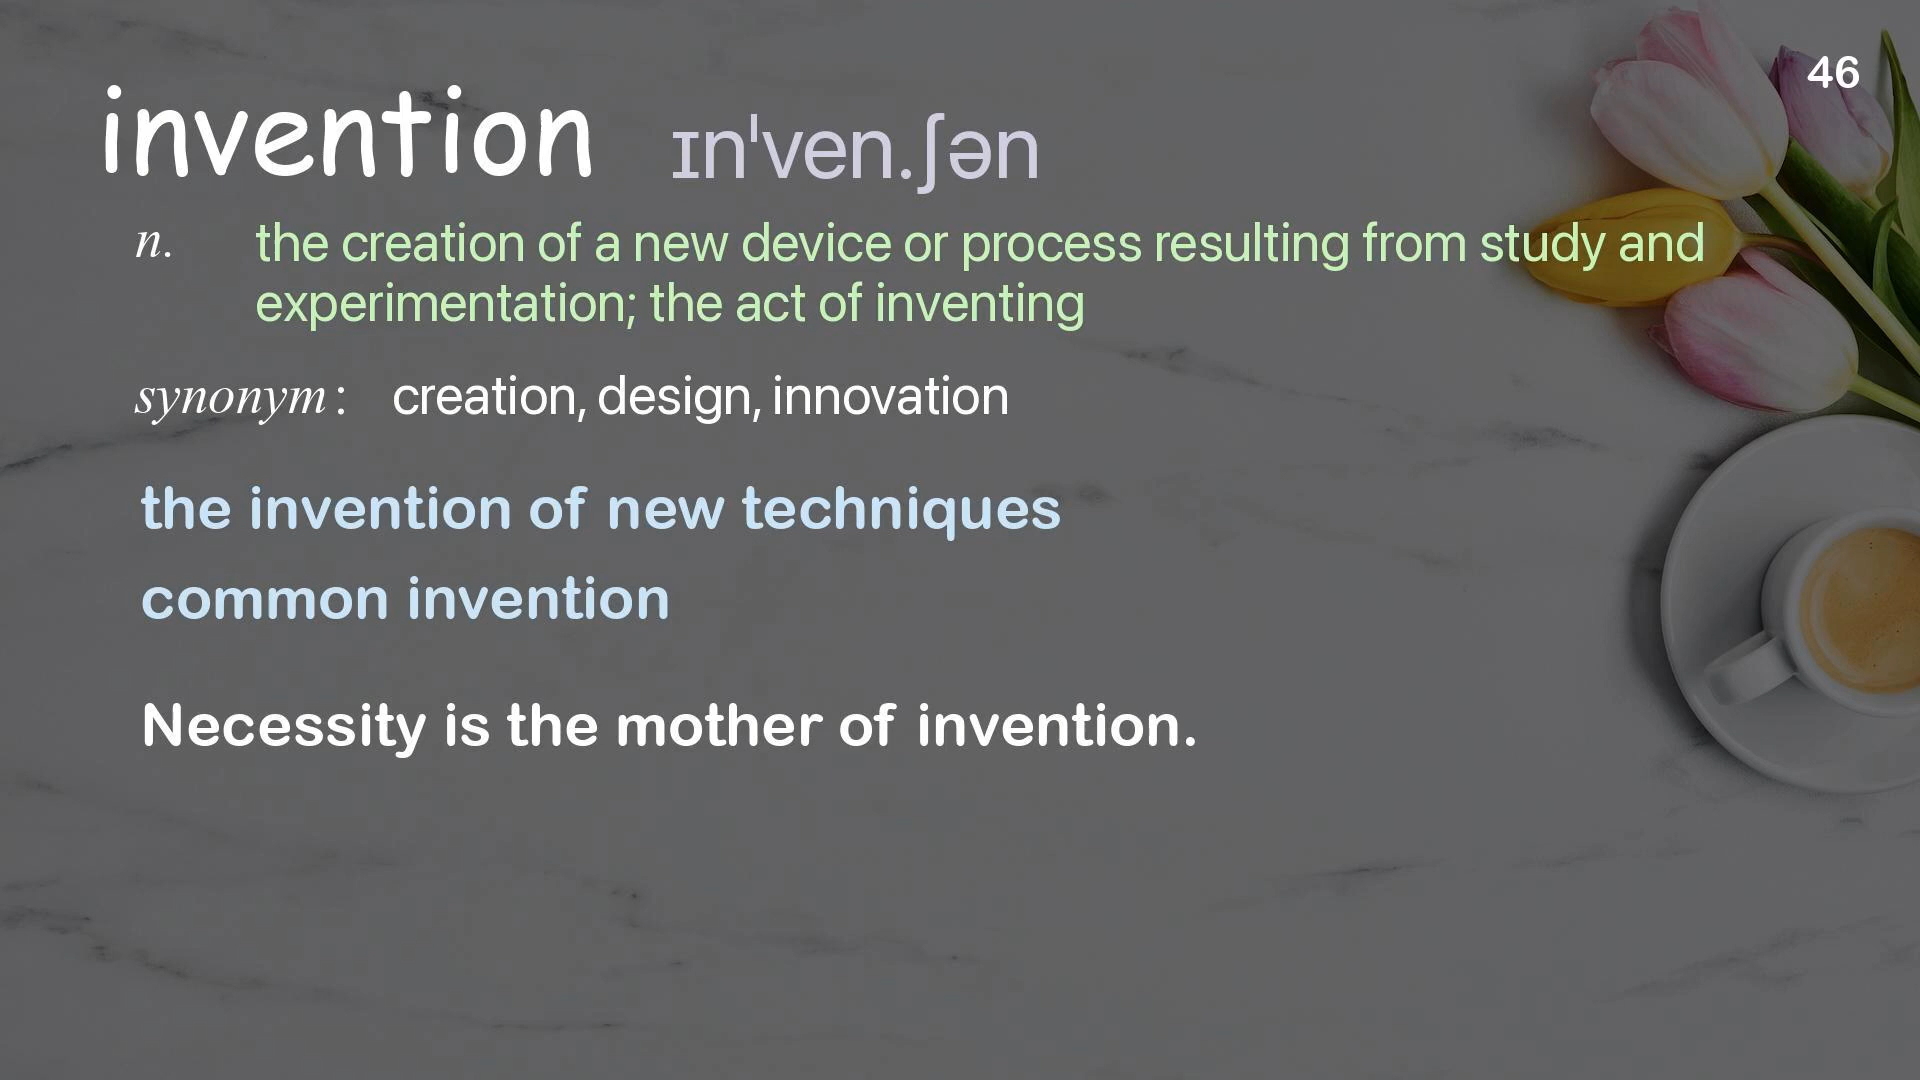 46
invention ɪnˈven.ʃən
n. the creation of a new device or process resulting from study and
experimentation; the act of inventing
synonym : creation, design, innovation
the invention of new techniques
common invention
Necessity is the mother of invention.